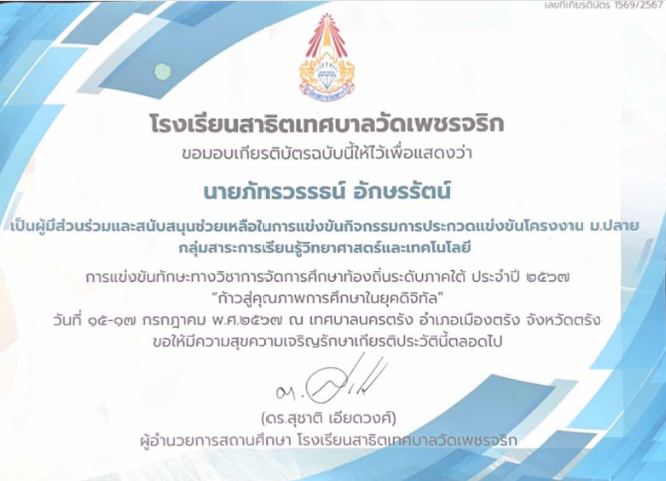 เลขที่เกียรติบัตร 1569/2567
โรงเรียนสาธิตเทศบาลวัดเพชรจริก
ขอมอบเกียรติบัตรฉบับนี้ให้ไว้เพื่อแสดงว่า
นายภัทรวรรธน์ อักษรรัตน์
เป็นผู้มีส่วนร่วมและสนับสนุนช่วยเหลือในการแข่งขันกิจกรรมการประกวดแข่งขันโครงงาน ม.ปลาย
กลุ่มสาระการเรียนรู้วิทยาศาสตร์และเทคโนโลยี
การแข่งขันทักษะทางวิชาการจัดการศึกษาท้องถิ่นระดับภาคใต้ ประจำปี ๒๕๖๗
"ก้าวสู่คุณภาพการศึกษาในยุคดิจิทัล"
วันที่ ๑๕-๑๗ กรกฎาคม พ.ศ.๒๕๖๗ ณ เทศบาลนครตรัง อำเภอเมืองตรัง จังหวัดตรัง
ขอให้มีความสุขความเจริญรักษาเกียรติประวัตินี้ตลอดไป
(ดร.สุชาติ เอียดวงค์)
ผู้อำนวยการสถานศึกษา โรงเรียนสาธิตเทศบาลวัดเพชรจริก